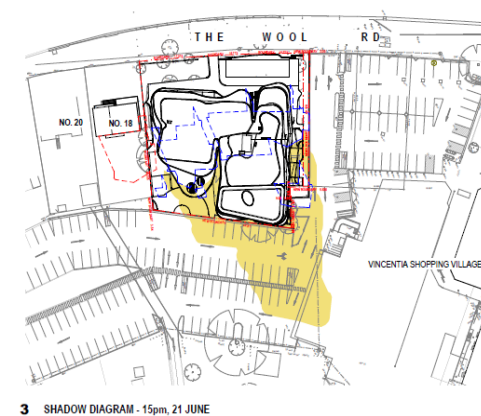 THE WOOL RD
NO. 20
NO. 18
VINCENTIA SHOPPING VILLAGE
3 SHADOW DIAGRAM - 15pm, 21 JUNE